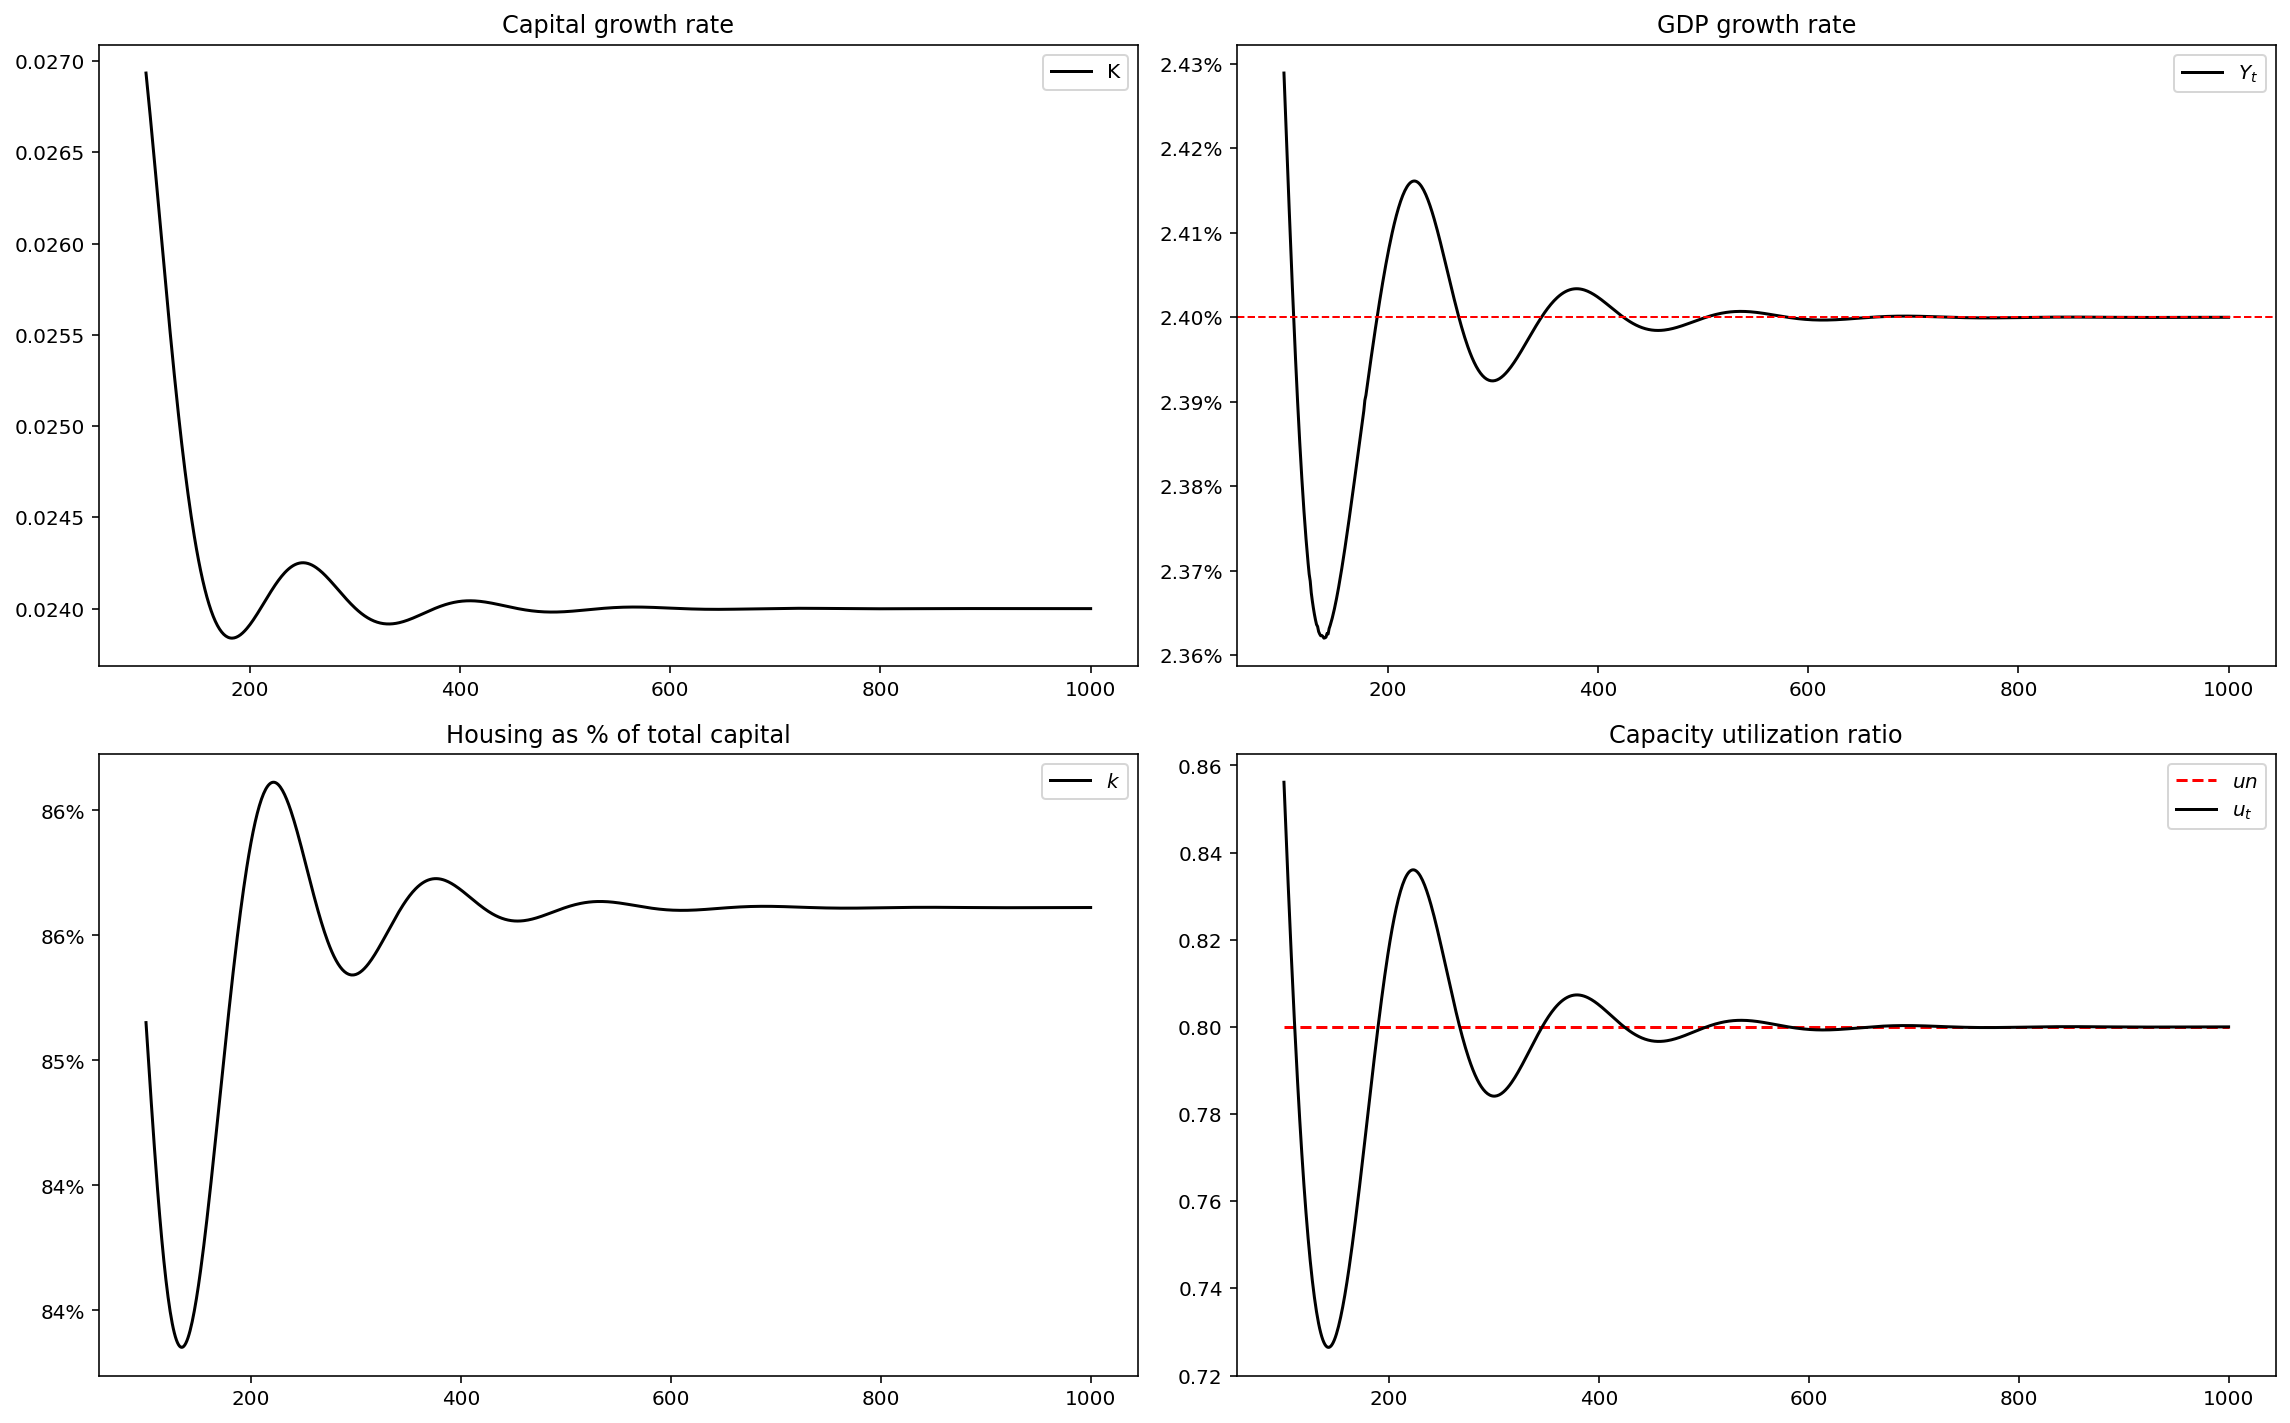 Capital growth rate
K
0.0270
0.0265
0.0260
0.0255
0.0250
0.0245
0.0240
200 400 600 800 1000
GDP growth rate
Y_t
2.43%
2.42%
2.41%
2.40%
2.39%
2.38%
2.37%
2.36%
200 400 600 800 1000
Housing as % of total capital
k
86%
86%
85%
84%
84%
200 400 600 800 1000
Capacity utilization ratio
un
u_t
0.86
0.84
0.82
0.80
0.78
0.76
0.74
0.72
200 400 600 800 1000